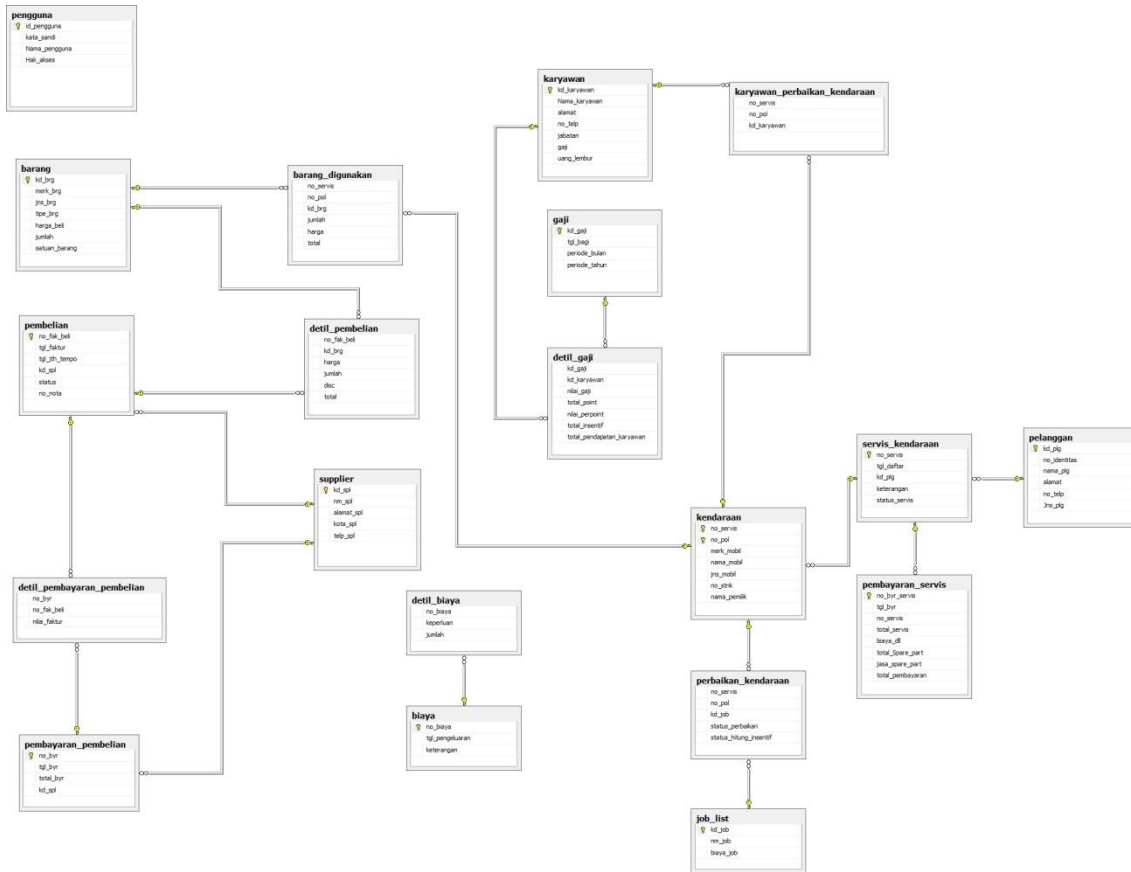 pengguna
id_pengguna
kata_sandi
Nama_pengguna
Hak_akses
karyawan
kd_karyawan
Nama_karyawan
alamat
no_telp
jabatan
gaji
uang_lembur
karyawan_perbaikan_kendaraan
no_servis
no_pol
kd_karyawan
barang
kd_brg
merk_brg
jns_brg
tipe_brg
harga_beli
jumlah
satuan_barang
barang_digunakan
no_servis
no_pol
kd_brg
jumlah
harga
total
gaji
kd_gaji
tgl_bagi
periode_bulan
periode_tahun
pembelian
no_fak_beli
tgl_faktur
tgl_jth_tempo
kd_spl
status
no_nota
detil_pembelian
no_fak_beli
kd_brg
harga
jumlah
disc
total
detil_gaji
kd_gaji
kd_karyawan
nilai_gaji
total_point
nilai_perpoint
total_insentif
total_pendapatan_karyawan
servis_kendaraan
no_servis
tgl_daftar
kd_plg
keterangan
status_servis
pelanggan
kd_plg
no_identitas
nama_plg
alamat
no_telp
Jns_plg
supplier
kd_spl
nm_spl
alamat_spl
kota_spl
telp_spl
kendaraan
no_servis
no_pol
merk_mobil
nama_mobil
jns_mobil
no_stnk
nama_pemilik
detil_pembayaran_pembelian
no_byr
no_fak_beli
nilai_faktur
detil_biaya
no_biaya
keperluan
jumlah
pembayaran_servis
no_byr_servis
tgl_byr
no_servis
total_servis
biaya_dll
total_Spare_part
jasa_spare_part
total_pembayaran
perbaikan_kendaraan
no_servis
no_pol
kd_job
status_perbaikan
status_hitung_insentif
biaya
no_biaya
tgl_pengeluaran
keterangan
pembayaran_pembelian
no_byr
tgl_byr
total_byr
kd_spl
job_list
kd_job
nm_job
biaya_job